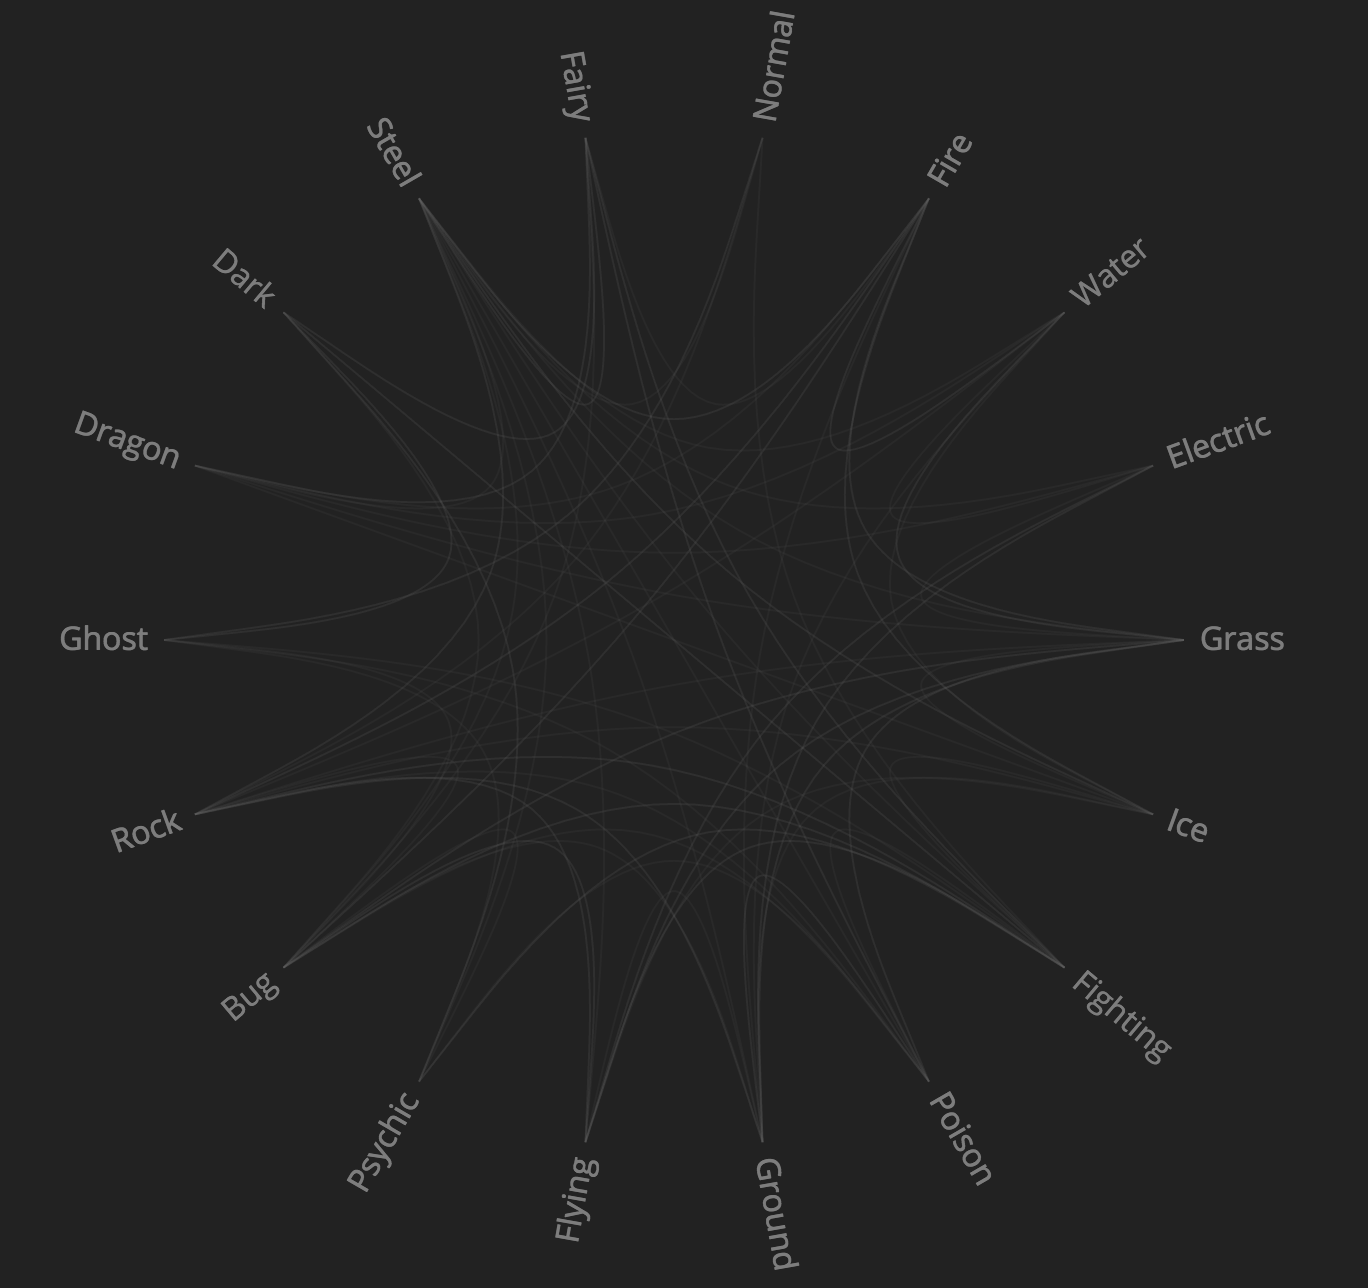 Normal
Fire
Water
Electric
Grass
Ice
Fighting
Poison
Ground
Flying
Psychic
Bug
Rock
Ghost
Dragon
Dark
Steel
Fairy